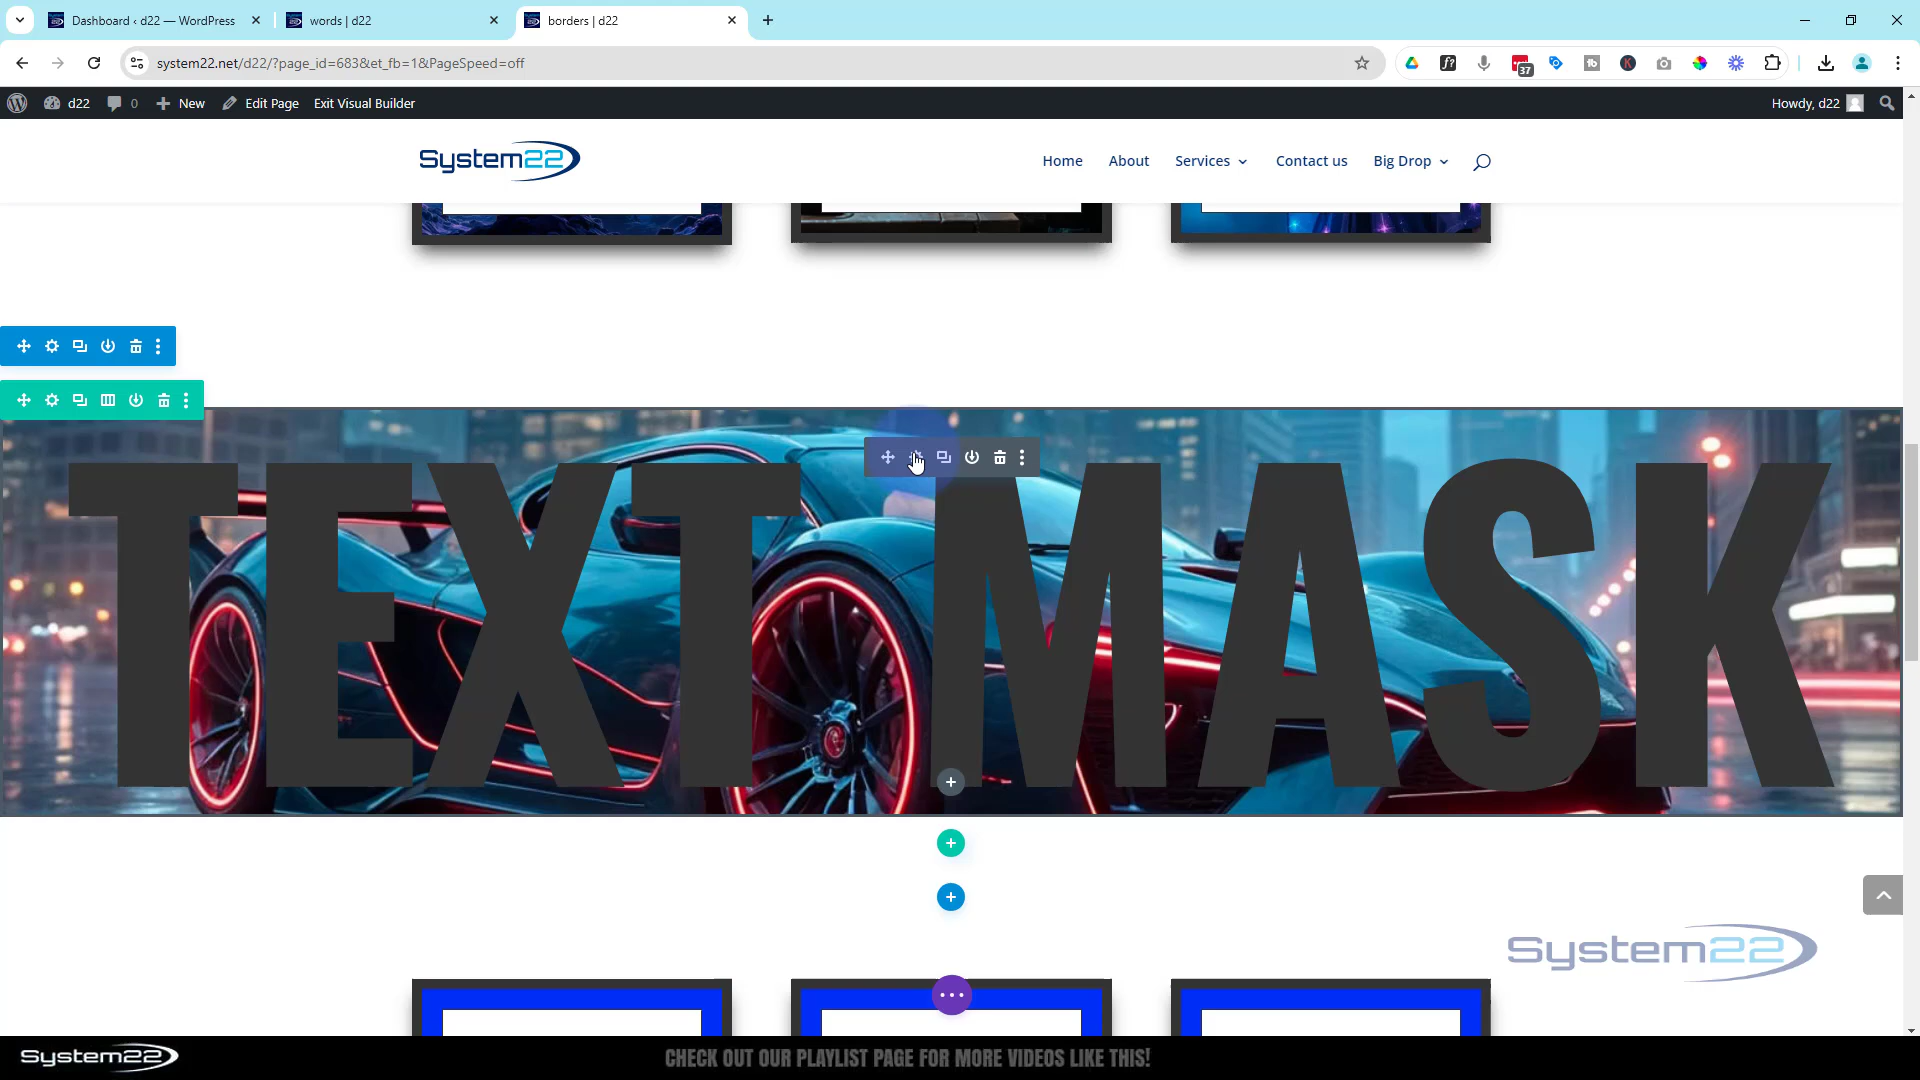 Dashboard ‹ d22 — WordPress
words | d22
borders | d22
system22.net/d22/?page_id=683&et_fb=1&PageSpeed=off
f?
37
tb
K
d22
0
New
Edit Page
Exit Visual Builder
Howdy, d22
System22
Home
About
Services
Contact us
Big Drop
TEXT MASK
System22
System22
CHECK OUT OUR PLAYLIST PAGE FOR MORE VIDEOS LIKE THIS!